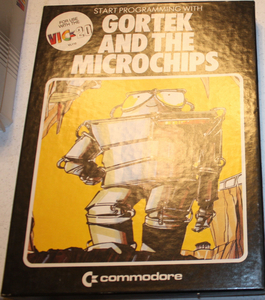 START PROGRAMMING WITH
GORTEK
AND THE
MICROCHIPS
FOR USE
WITH THE
VIC 20
commodore